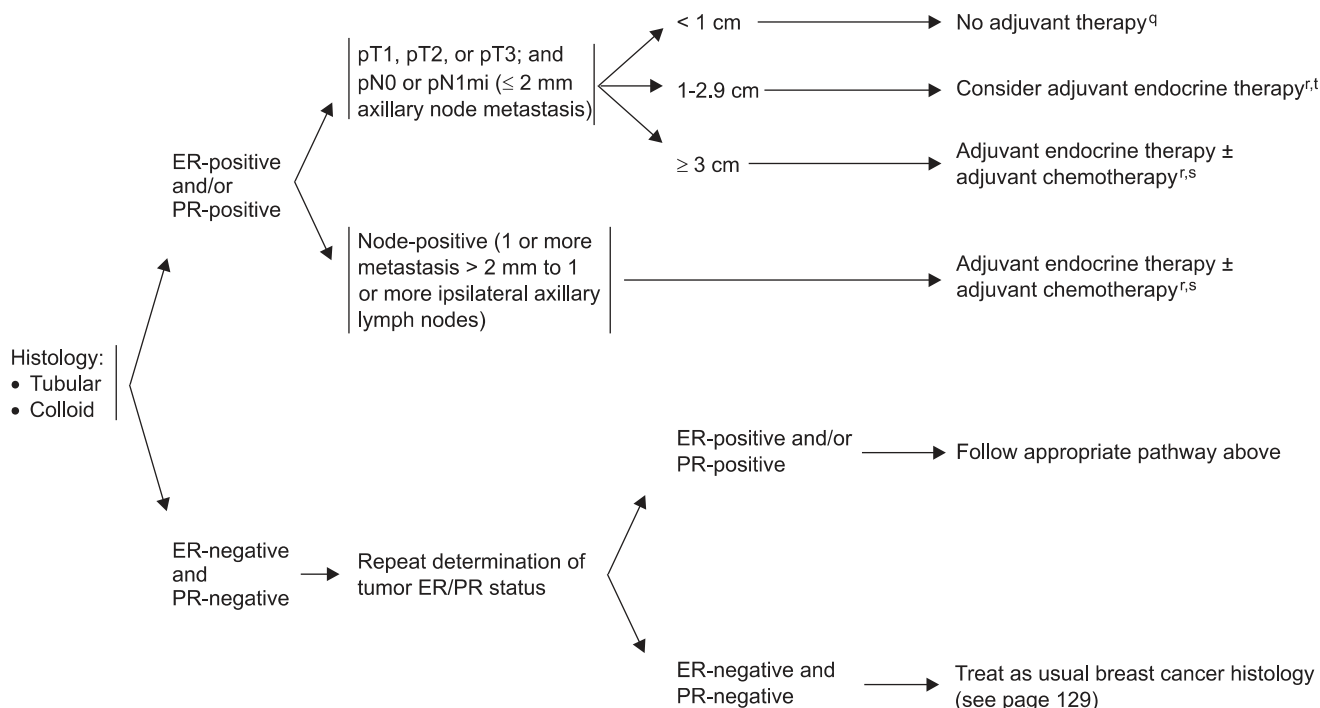 < 1 cm
No adjuvant therapy^q
pT1, pT2, or pT3; and
pN0 or pN1mi (≤ 2 mm
axillary node metastasis)
1-2.9 cm
Consider adjuvant endocrine therapy^r,t
≥ 3 cm
Adjuvant endocrine therapy ±
adjuvant chemotherapy^r,s
ER-positive
and/or
PR-positive
Node-positive (1 or more
metastasis > 2 mm to 1
or more ipsilateral axillary
lymph nodes)
Adjuvant endocrine therapy ±
adjuvant chemotherapy^r,s
Histology:
• Tubular
• Colloid
ER-positive and/or
PR-positive
Follow appropriate pathway above
ER-negative
and
PR-negative
Repeat determination of
tumor ER/PR status
ER-negative and
PR-negative
Treat as usual breast cancer histology
(see page 129)